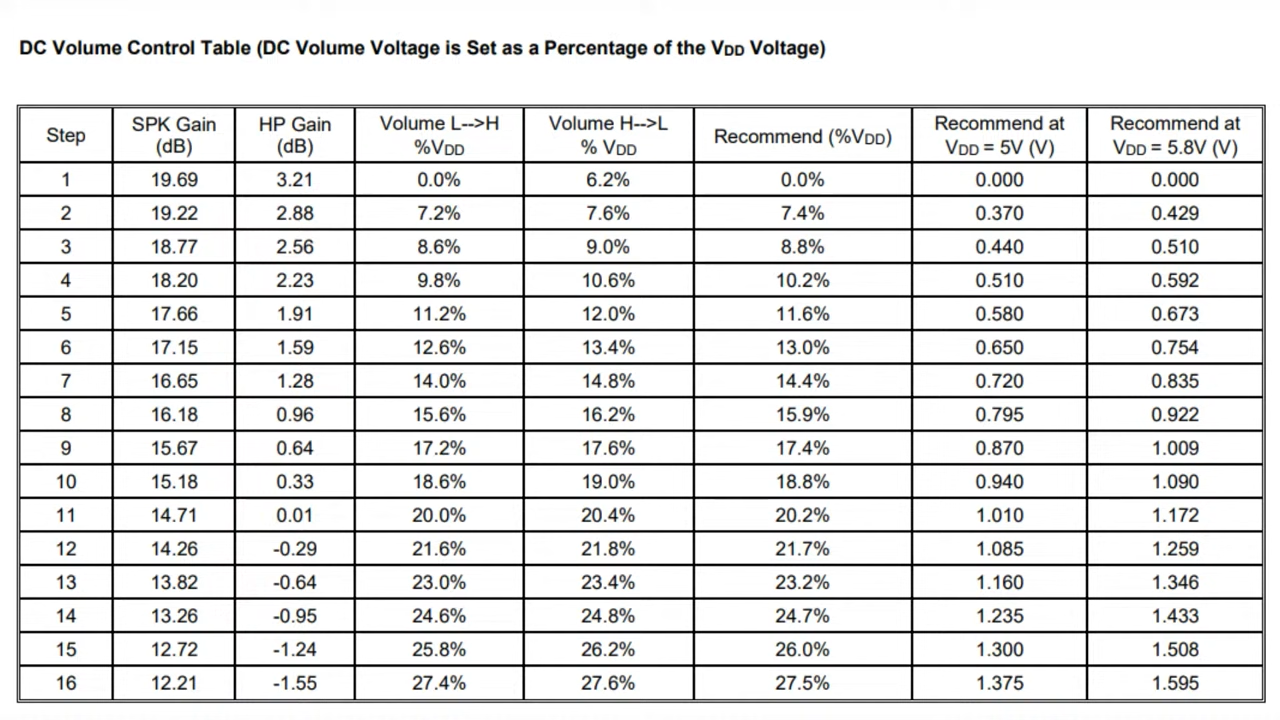 DC Volume Control Table (DC Volume Voltage is Set as a Percentage of the VDD Voltage)
Step SPK Gain (dB) HP Gain (dB) Volume L-->H %VDD Volume H-->L % VDD Recommend (%VDD) Recommend at VDD = 5V (V) Recommend at VDD = 5.8V (V)
1 19.69 3.21 0.0% 6.2% 0.0% 0.000 0.000
2 19.22 2.88 7.2% 7.6% 7.4% 0.370 0.429
3 18.77 2.56 8.6% 9.0% 8.8% 0.440 0.510
4 18.20 2.23 9.8% 10.6% 10.2% 0.510 0.592
5 17.66 1.91 11.2% 12.0% 11.6% 0.580 0.673
6 17.15 1.59 12.6% 13.4% 13.0% 0.650 0.754
7 16.65 1.28 14.0% 14.8% 14.4% 0.720 0.835
8 16.18 0.96 15.6% 16.2% 15.9% 0.795 0.922
9 15.67 0.64 17.2% 17.6% 17.4% 0.870 1.009
10 15.18 0.33 18.6% 19.0% 18.8% 0.940 1.090
11 14.71 0.01 20.0% 20.4% 20.2% 1.010 1.172
12 14.26 -0.29 21.6% 21.8% 21.7% 1.085 1.259
13 13.82 -0.64 23.0% 23.4% 23.2% 1.160 1.346
14 13.26 -0.95 24.6% 24.8% 24.7% 1.235 1.433
15 12.72 -1.24 25.8% 26.2% 26.0% 1.300 1.508
16 12.21 -1.55 27.4% 27.6% 27.5% 1.375 1.595